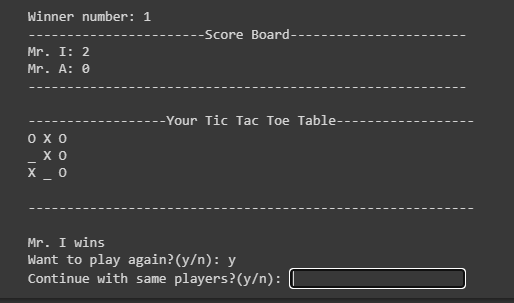 Winner number: 1
-----------------------Score Board-----------------------
Mr. I: 2
Mr. A: 0
---------------------------------------------------------
------------------Your Tic Tac Toe Table------------------
O X O
_ X O
X _ O
----------------------------------------------------------
Mr. I wins
Want to play again?(y/n): y
Continue with same players?(y/n):